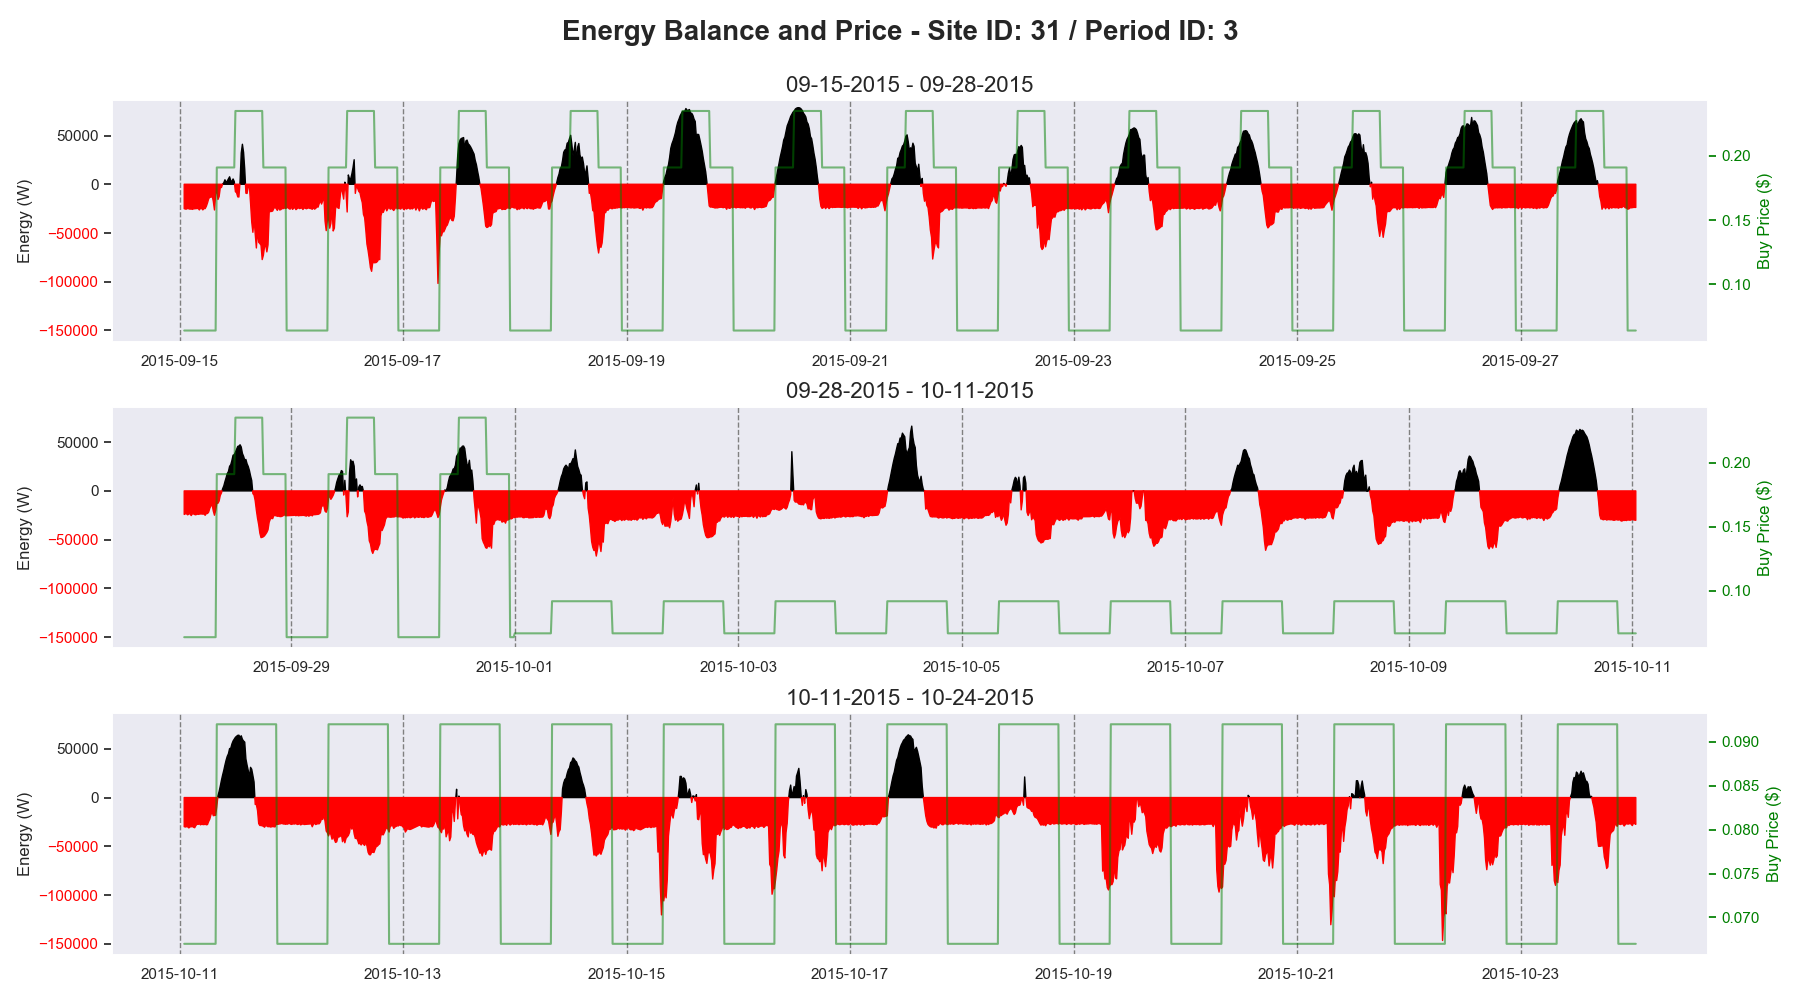 Energy Balance and Price - Site ID: 31 / Period ID: 3
09-15-2015 - 09-28-2015
Energy (W)
50000
0
−50000
−100000
−150000
0.20
0.15
0.10
Buy Price ($)
2015-09-15 2015-09-17 2015-09-19 2015-09-21 2015-09-23 2015-09-25 2015-09-27
09-28-2015 - 10-11-2015
Energy (W)
50000
0
−50000
−100000
−150000
0.20
0.15
0.10
Buy Price ($)
2015-09-29 2015-10-01 2015-10-03 2015-10-05 2015-10-07 2015-10-09 2015-10-11
10-11-2015 - 10-24-2015
Energy (W)
50000
0
−50000
−100000
−150000
0.090
0.085
0.080
0.075
0.070
Buy Price ($)
2015-10-11 2015-10-13 2015-10-15 2015-10-17 2015-10-19 2015-10-21 2015-10-23